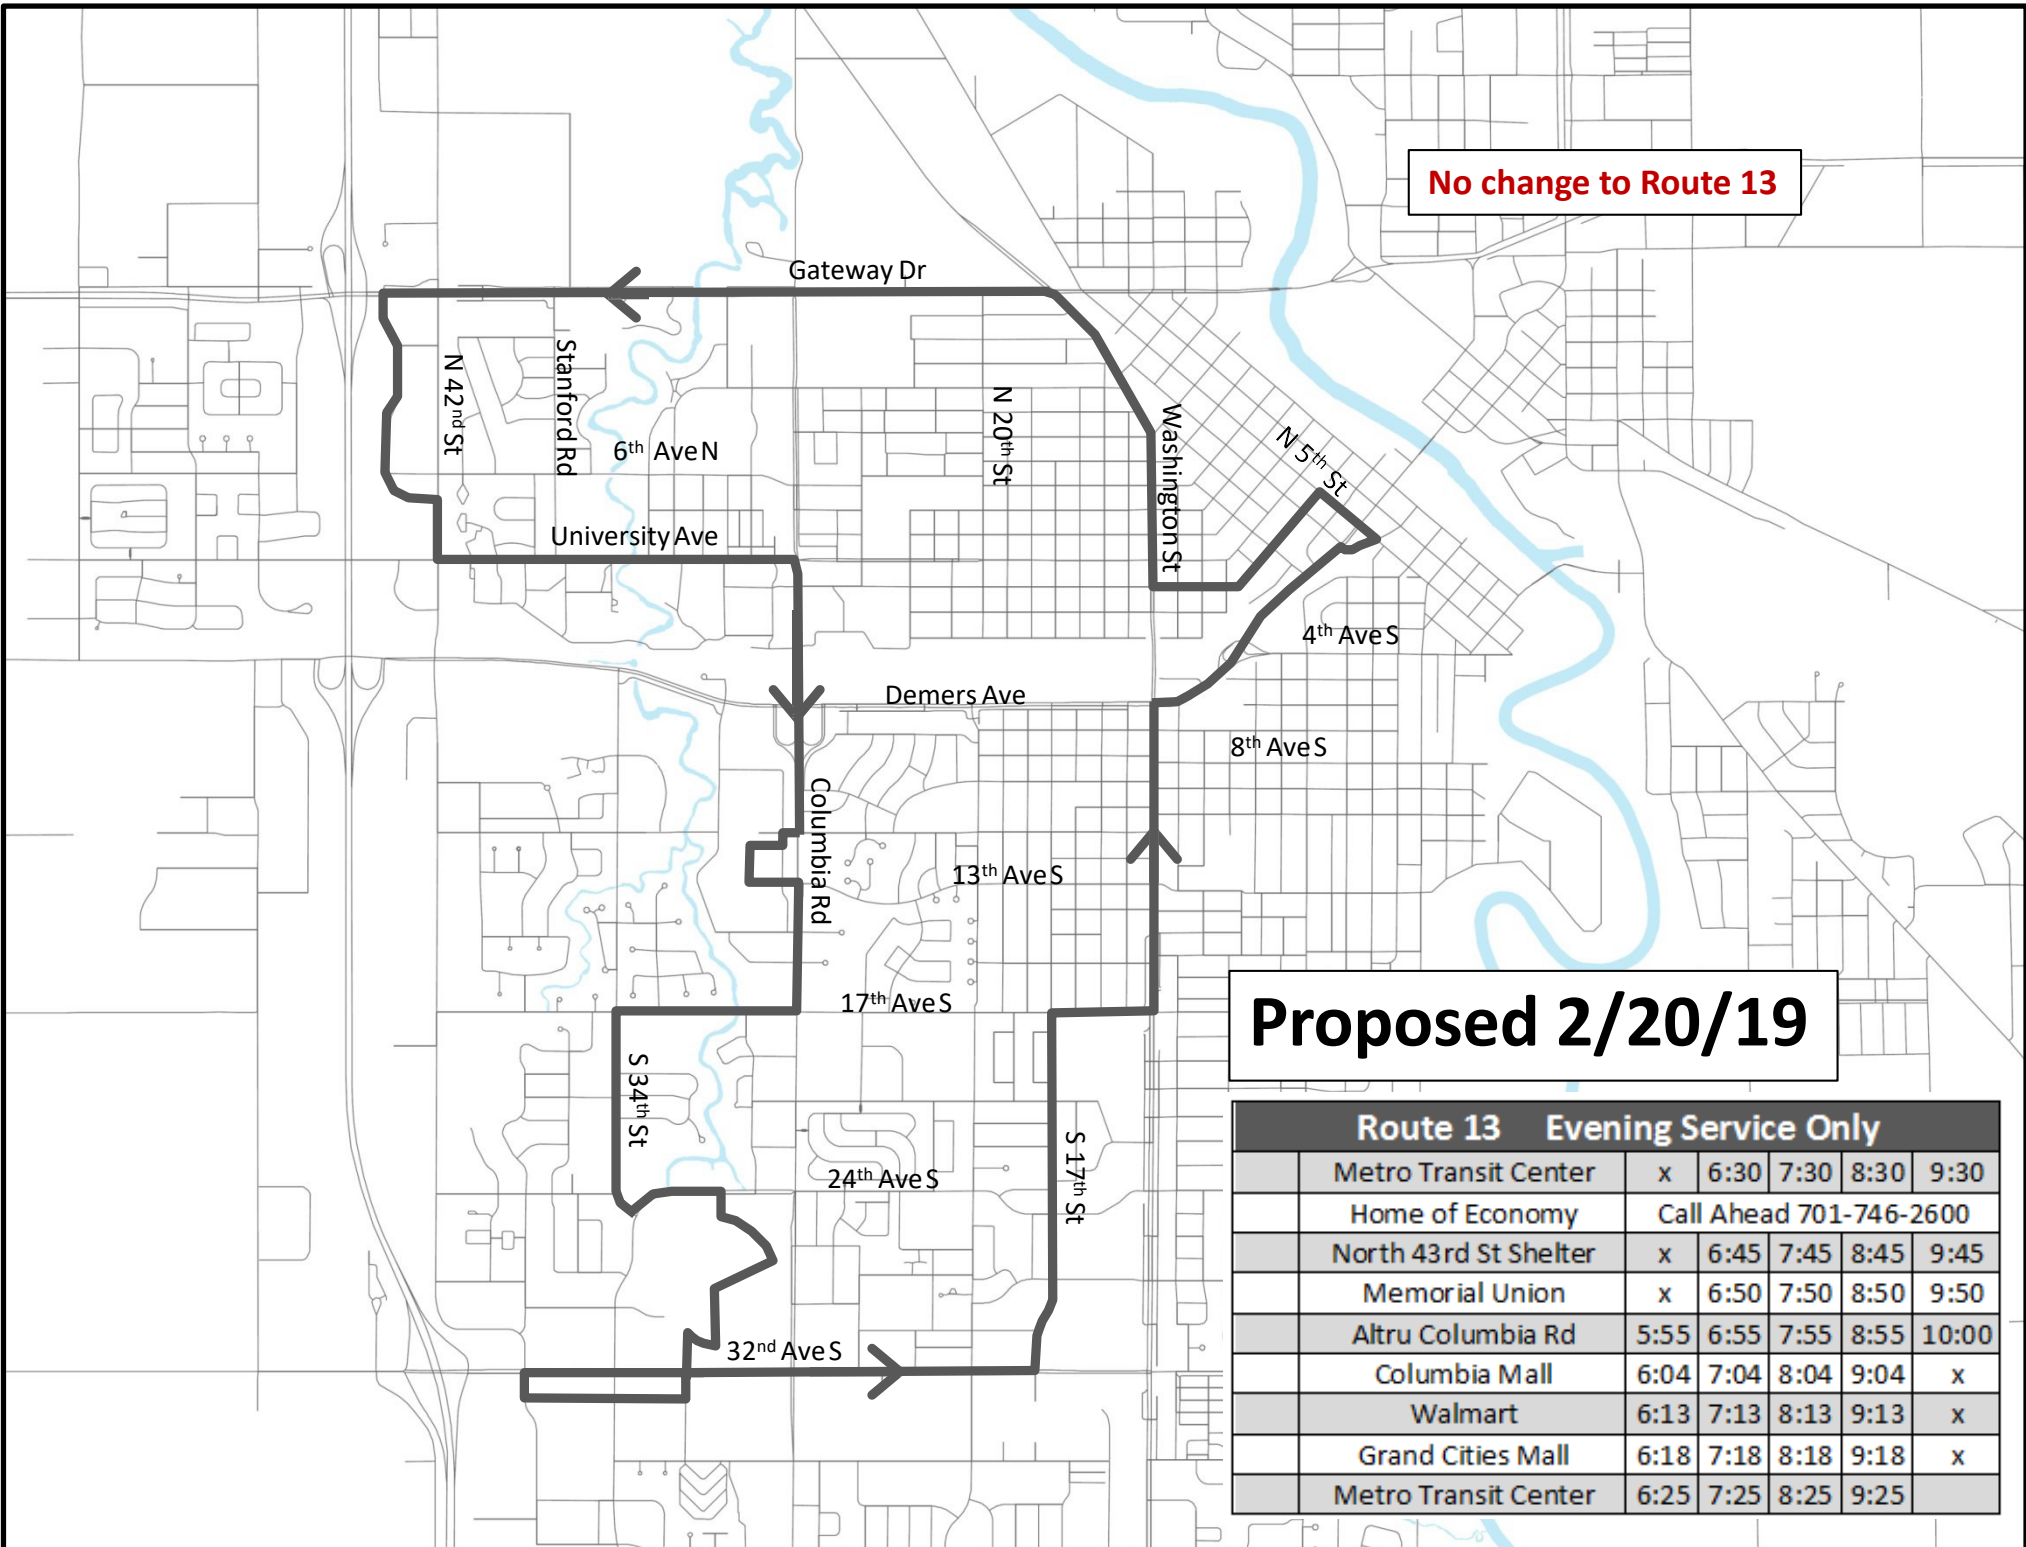 No change to Route 13
Gateway Dr
N 42nd St
Stanford Rd
6th Ave N
N 20th St
Washington St
N 5th St
University Ave
4th Ave S
Demers Ave
8th Ave S
Columbia Rd
13th Ave S
17th Ave S
Proposed 2/20/19
S 34th St
S 17th St
24th Ave S
32nd Ave S
Route 13 Evening Service Only
Metro Transit Center x 6:30 7:30 8:30 9:30
Home of Economy Call Ahead 701-746-2600
North 43rd St Shelter x 6:45 7:45 8:45 9:45
Memorial Union x 6:50 7:50 8:50 9:50
Altru Columbia Rd 5:55 6:55 7:55 8:55 10:00
Columbia Mall 6:04 7:04 8:04 9:04 x
Walmart 6:13 7:13 8:13 9:13 x
Grand Cities Mall 6:18 7:18 8:18 9:18 x
Metro Transit Center 6:25 7:25 8:25 9:25